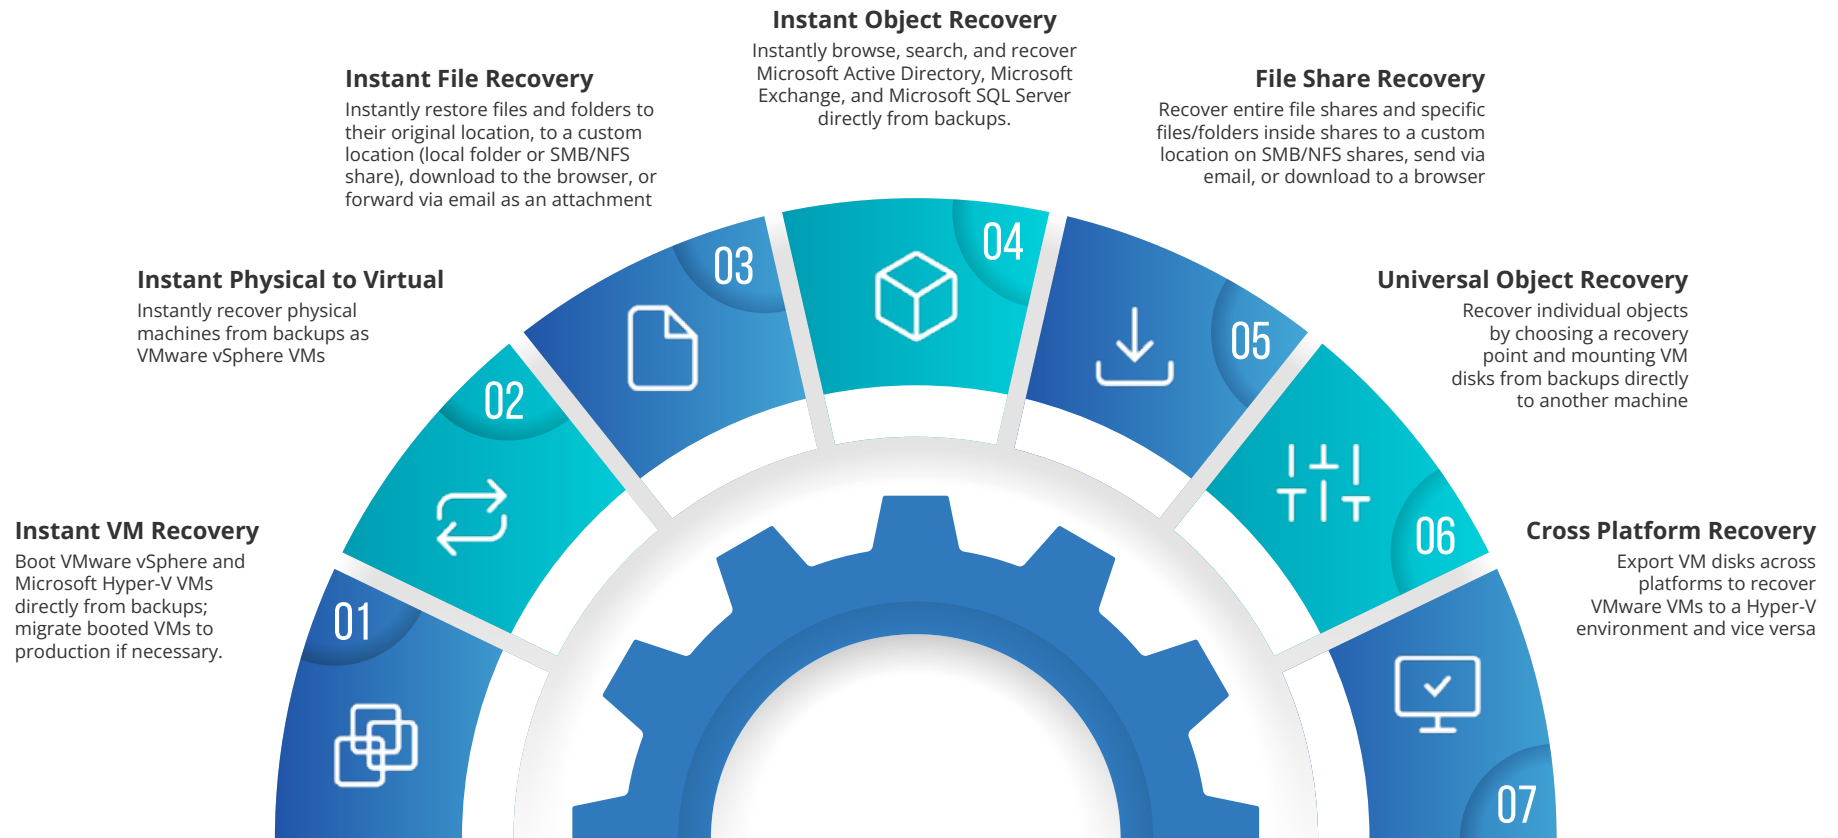 Instant Object Recovery
Instantly browse, search, and recover
Microsoft Active Directory, Microsoft
Exchange, and Microsoft SQL Server
directly from backups.
Instant File Recovery
Instantly restore files and folders to
their original location, to a custom
location (local folder or SMB/NFS
share), download to the browser, or
forward via email as an attachment
File Share Recovery
Recover entire file shares and specific
files/folders inside shares to a custom
location on SMB/NFS shares, send via
email, or download to a browser
Instant Physical to Virtual
Instantly recover physical
machines from backups as
VMware vSphere VMs
Universal Object Recovery
Recover individual objects
by choosing a recovery
point and mounting VM
disks from backups directly
to another machine
Instant VM Recovery
Boot VMware vSphere and
Microsoft Hyper-V VMs
directly from backups;
migrate booted VMs to
production if necessary.
Cross Platform Recovery
Export VM disks across
platforms to recover
VMware VMs to a Hyper-V
environment and vice versa
01
02
03
04
05
06
07